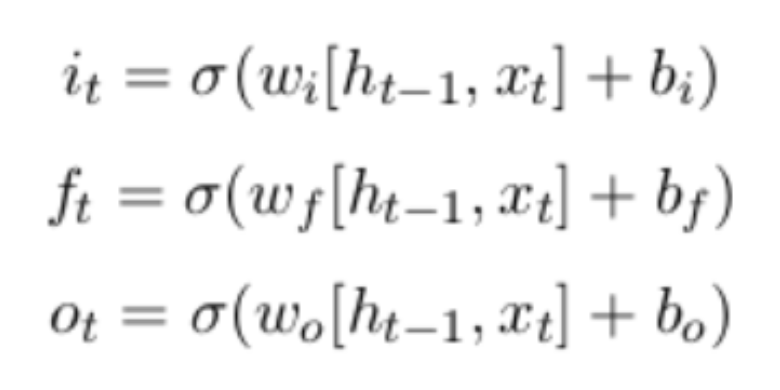 i_t = σ(w_i[h_{t−1}, x_t] + b_i)
f_t = σ(w_f[h_{t−1}, x_t] + b_f)
o_t = σ(w_o[h_{t−1}, x_t] + b_o)